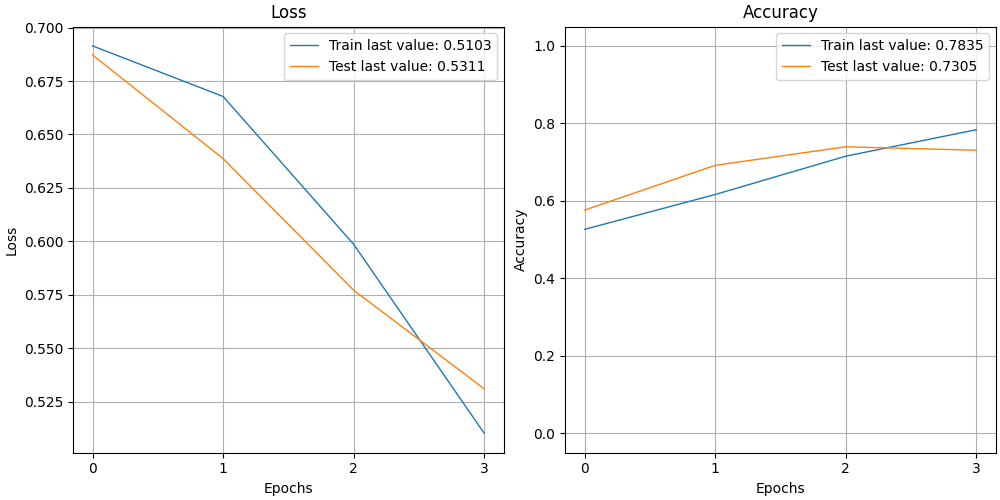 Loss
Train last value: 0.5103
Test last value: 0.5311
0.700
0.675
0.650
0.625
0.600
0.575
0.550
0.525
Loss
0 1 2 3
Epochs
Accuracy
Train last value: 0.7835
Test last value: 0.7305
1.0
0.8
0.6
0.4
0.2
0.0
Accuracy
0 1 2 3
Epochs